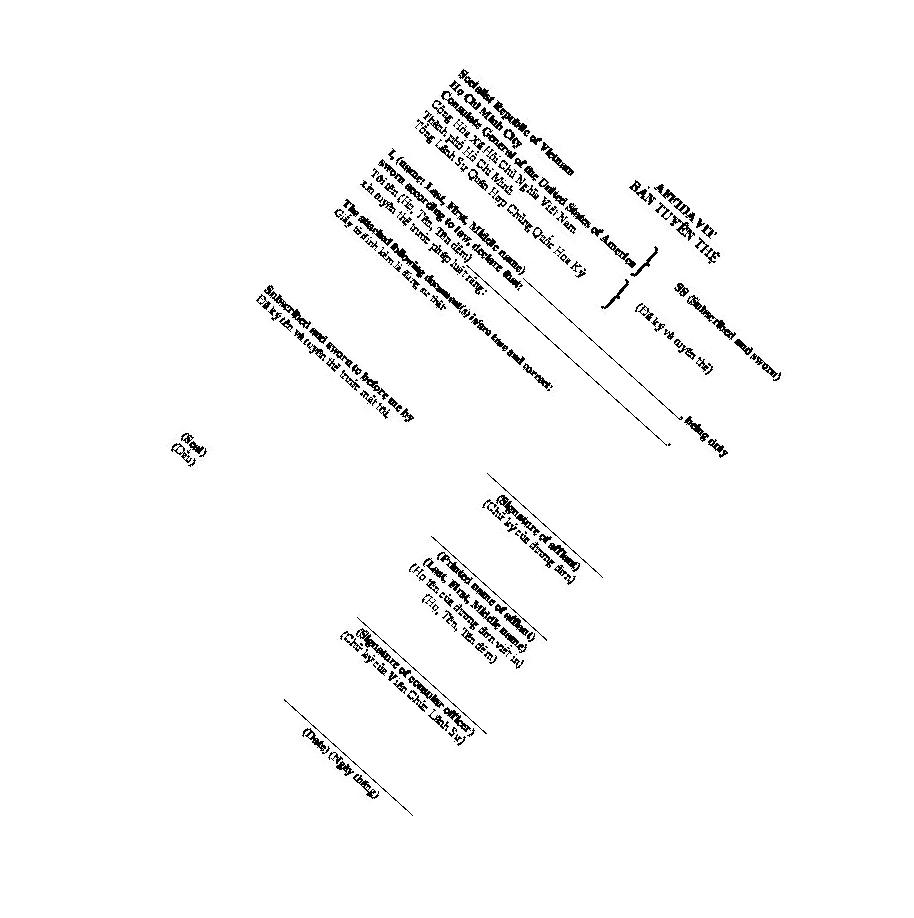 AFFIDAVIT
BẢN TUYÊN THỆ
Socialist Republic of Vietnam
Ho Chi Minh City
Consulate General of the United States of America
SS (Subscribed and sworn)
Cộng Hòa Xã Hội Chủ Nghĩa Việt Nam
Thành phố Hồ Chí Minh
Tổng Lãnh Sự Quán Hợp Chủng Quốc Hoa Kỳ
(Đã ký và tuyên thệ)
I, (name: Last, First, Middle name) , being duly
sworn according to law, declare that:
Tôi tên (Họ, Tên, Tên đệm) ,
xin tuyên thệ trước pháp luật rằng:
The attached following document(s) is/are true and correct:
Giấy tờ đính kèm là đúng sự thật:
(Signature of affiant)
(Chữ ký của đương đơn)
(Printed name of affiant)
(Last, First, Middle name)
(Họ tên của đương đơn viết in)
(Họ, Tên, Tên đệm)
Subscribed and sworn to before me by
Đã ký tên và tuyên thệ trước mặt tôi,
(Signature of consular officer)
(Chữ ký của Viên Chức Lãnh Sự)
(Seal)
(Dấu)
(Date) (Ngày tháng)